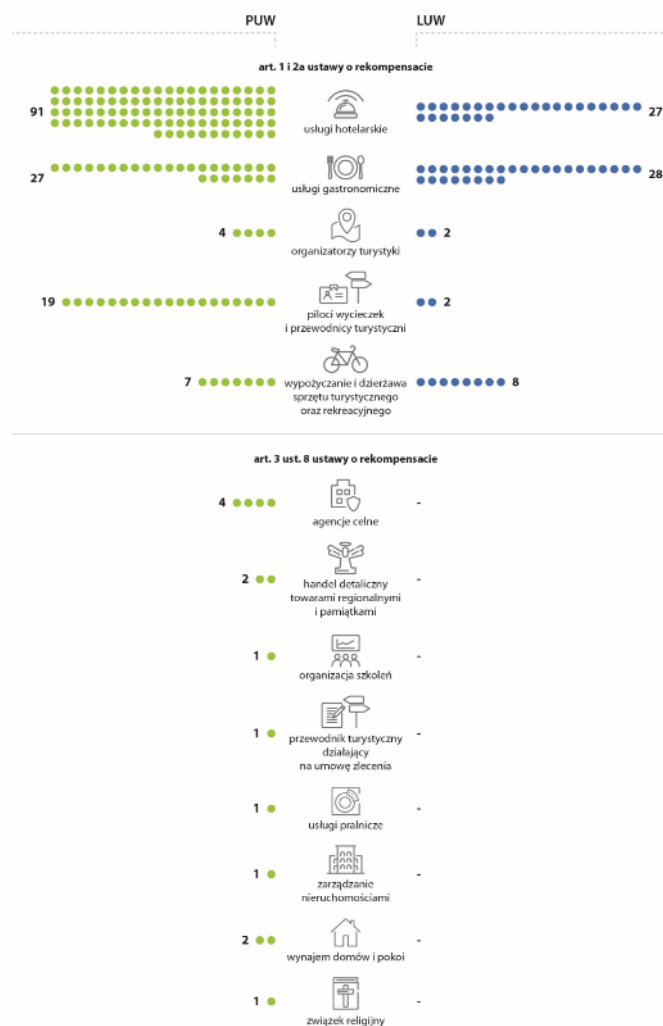 PUW LUW
art. 1 i 2a ustawy o rekompensacie
91 27
usługi hotelarskie
27 28
usługi gastronomiczne
4 2
organizatorzy turystyki
19 2
piloci wycieczek
i przewodnicy turystyczni
7 8
wypożyczanie i dzierżawa
sprzętu turystycznego
oraz rekreacyjnego
art. 3 ust. 8 ustawy o rekompensacie
4 -
agencje celne
2 -
handel detaliczny
towarami regionalnymi
i pamiątkami
1 -
organizacja szkoleń
1 -
przewodnik turystyczny
działający
na umowę zlecenia
1 -
usługi pralnicze
1 -
zarządzanie
nieruchomościami
2 -
wynajem domów i pokoi
1 -
związek religijny